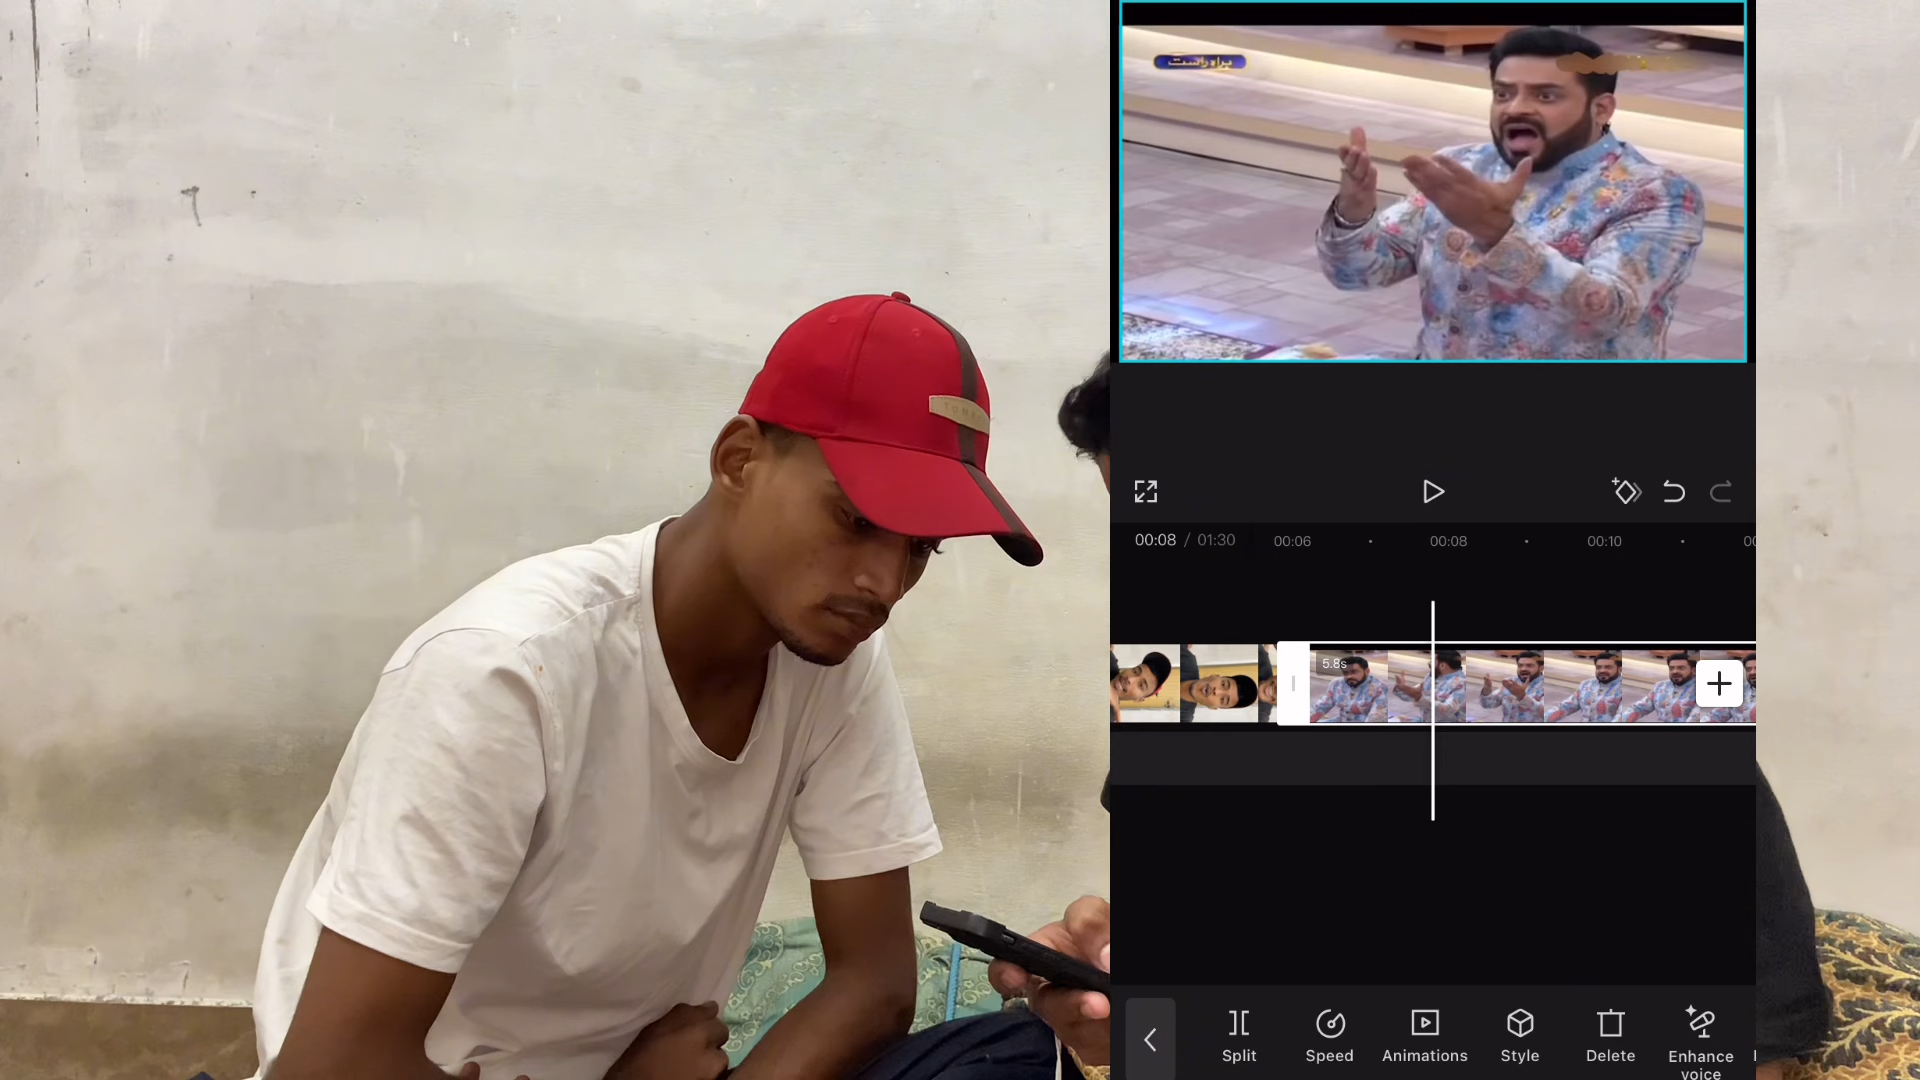 براہ راست
00:08 / 01:30
00:06
00:08
00:10
5.8s
Split
Speed
Animations
Style
Delete
Enhance
voice